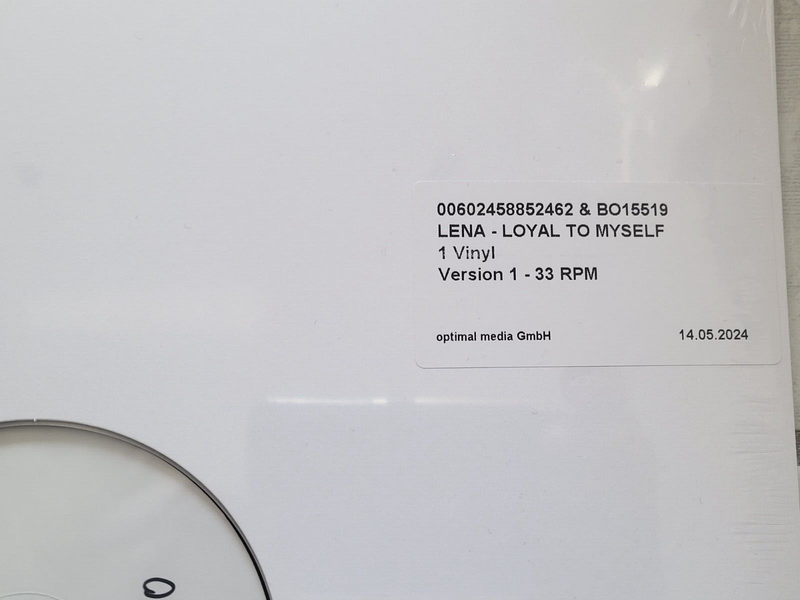 00602458852462 & BO15519
LENA - LOYAL TO MYSELF
1 Vinyl
Version 1 - 33 RPM
optimal media GmbH 14.05.2024